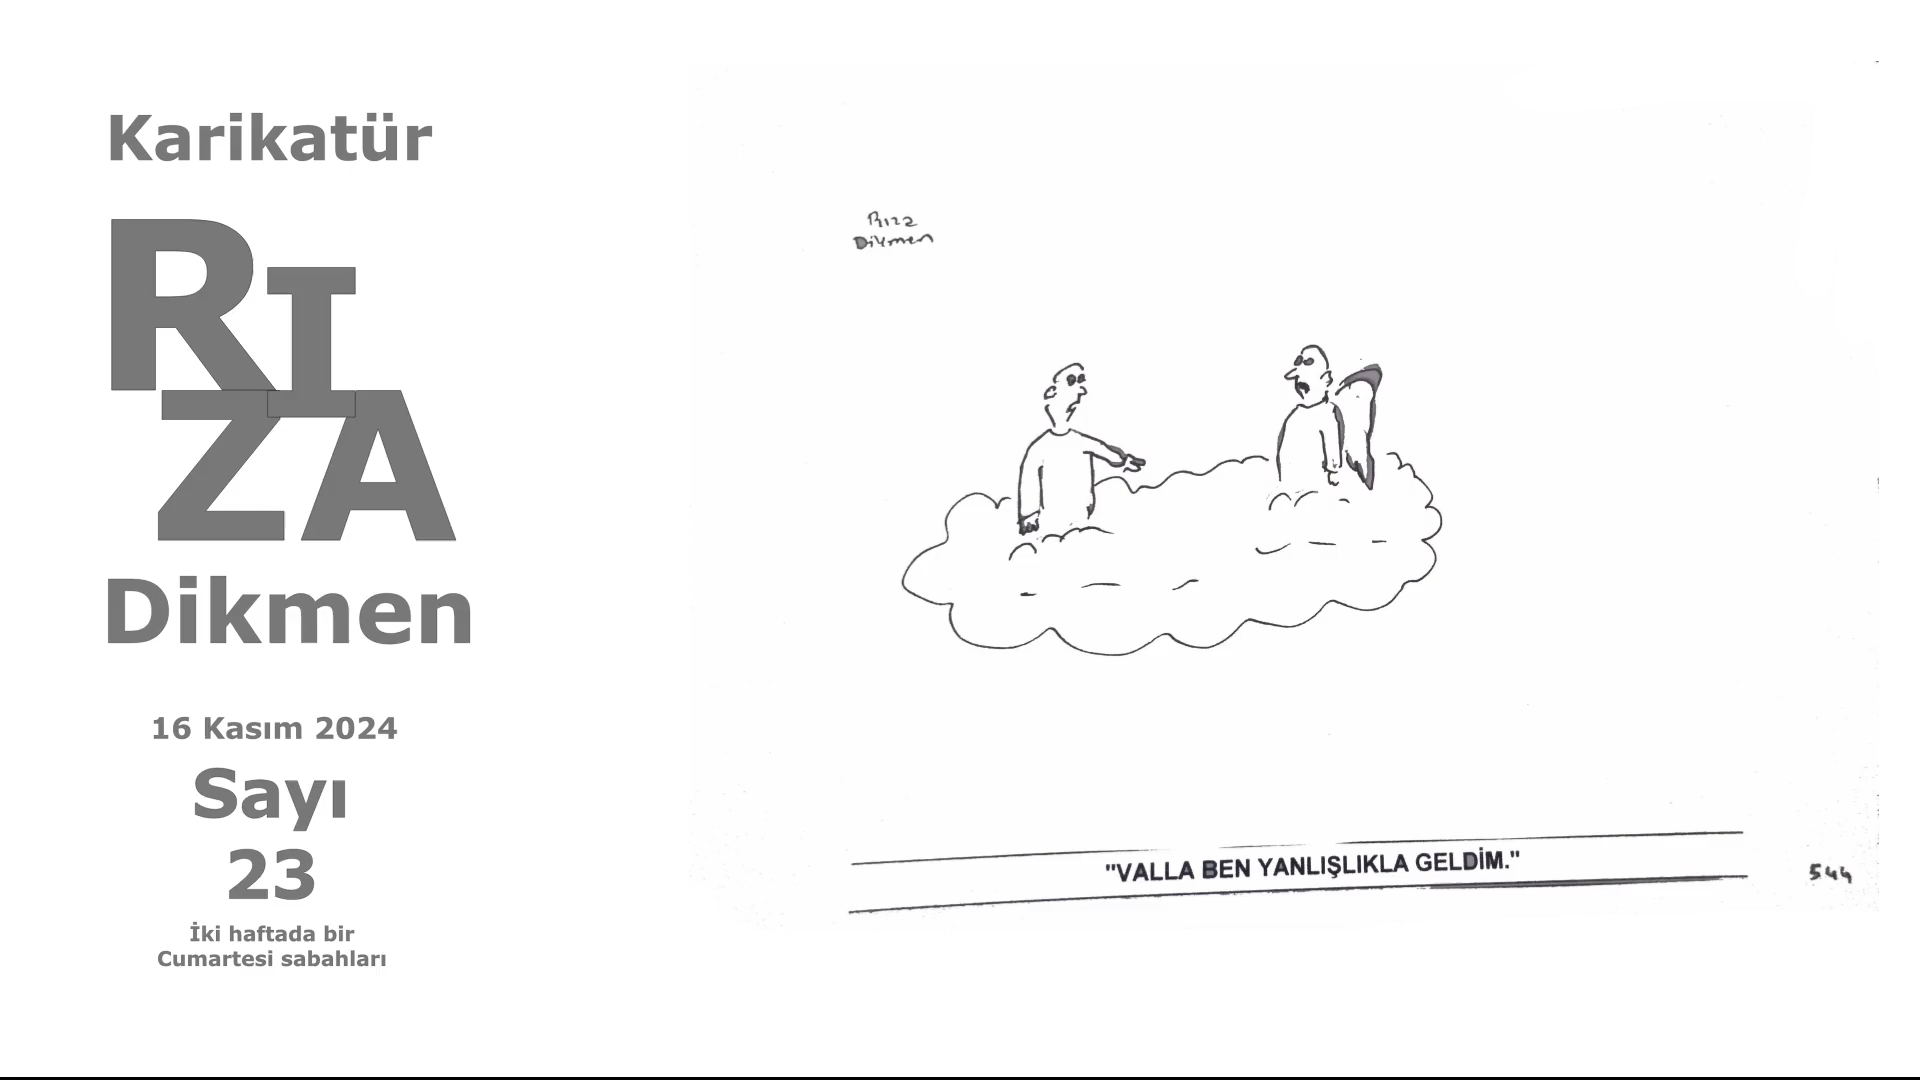 Karikatür
RIZA
Dikmen
16 Kasım 2024
Sayı
23
İki haftada bir
Cumartesi sabahları
Rıza
Dikmen
"VALLA BEN YANLIŞLIKLA GELDİM."
544